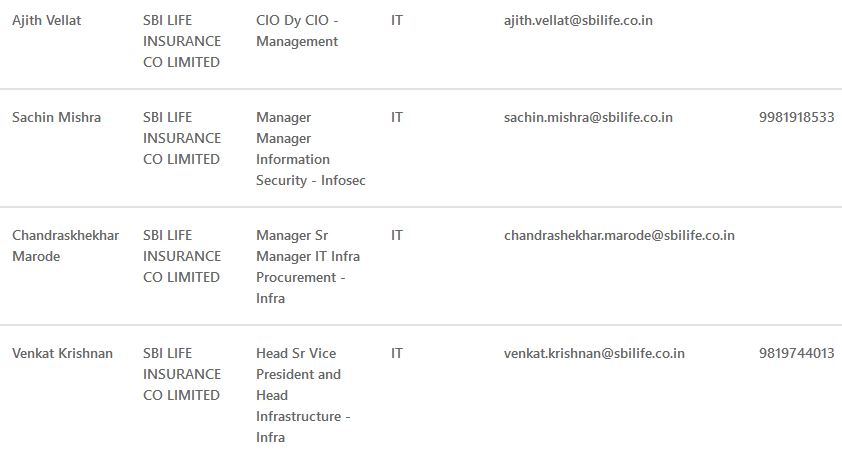 Ajith Vellat SBI LIFE CIO Dy CIO - IT ajith.vellat@sbilife.co.in
INSURANCE Management
CO LIMITED
Sachin Mishra SBI LIFE Manager IT sachin.mishra@sbilife.co.in 9981918533
INSURANCE Manager
CO LIMITED Information
Security - Infosec
Chandraskhekhar SBI LIFE Manager Sr IT chandrashekhar.marode@sbilife.co.in
Marode INSURANCE Manager IT Infra
CO LIMITED Procurement -
Infra
Venkat Krishnan SBI LIFE Head Sr Vice IT venkat.krishnan@sbilife.co.in 9819744013
INSURANCE President and
CO LIMITED Head
Infrastructure -
Infra